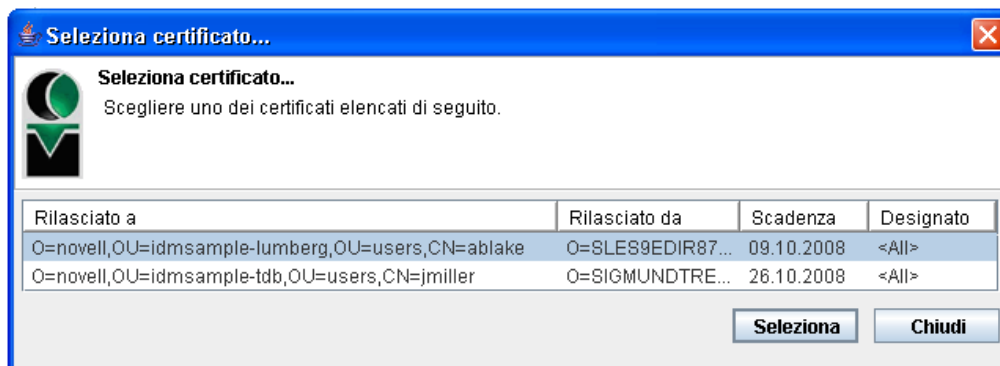 Seleziona certificato...
Seleziona certificato...
Scegliere uno dei certificati elencati di seguito.
Rilasciato a Rilasciato da Scadenza Designato
O=novell,OU=idmsample-lumberg,OU=users,CN=ablake O=SLES9EDIR87... 09.10.2008 <All>
O=novell,OU=idmsample-tdb,OU=users,CN=jmiller O=SIGMUNDTRE... 26.10.2008 <All>
Seleziona Chiudi